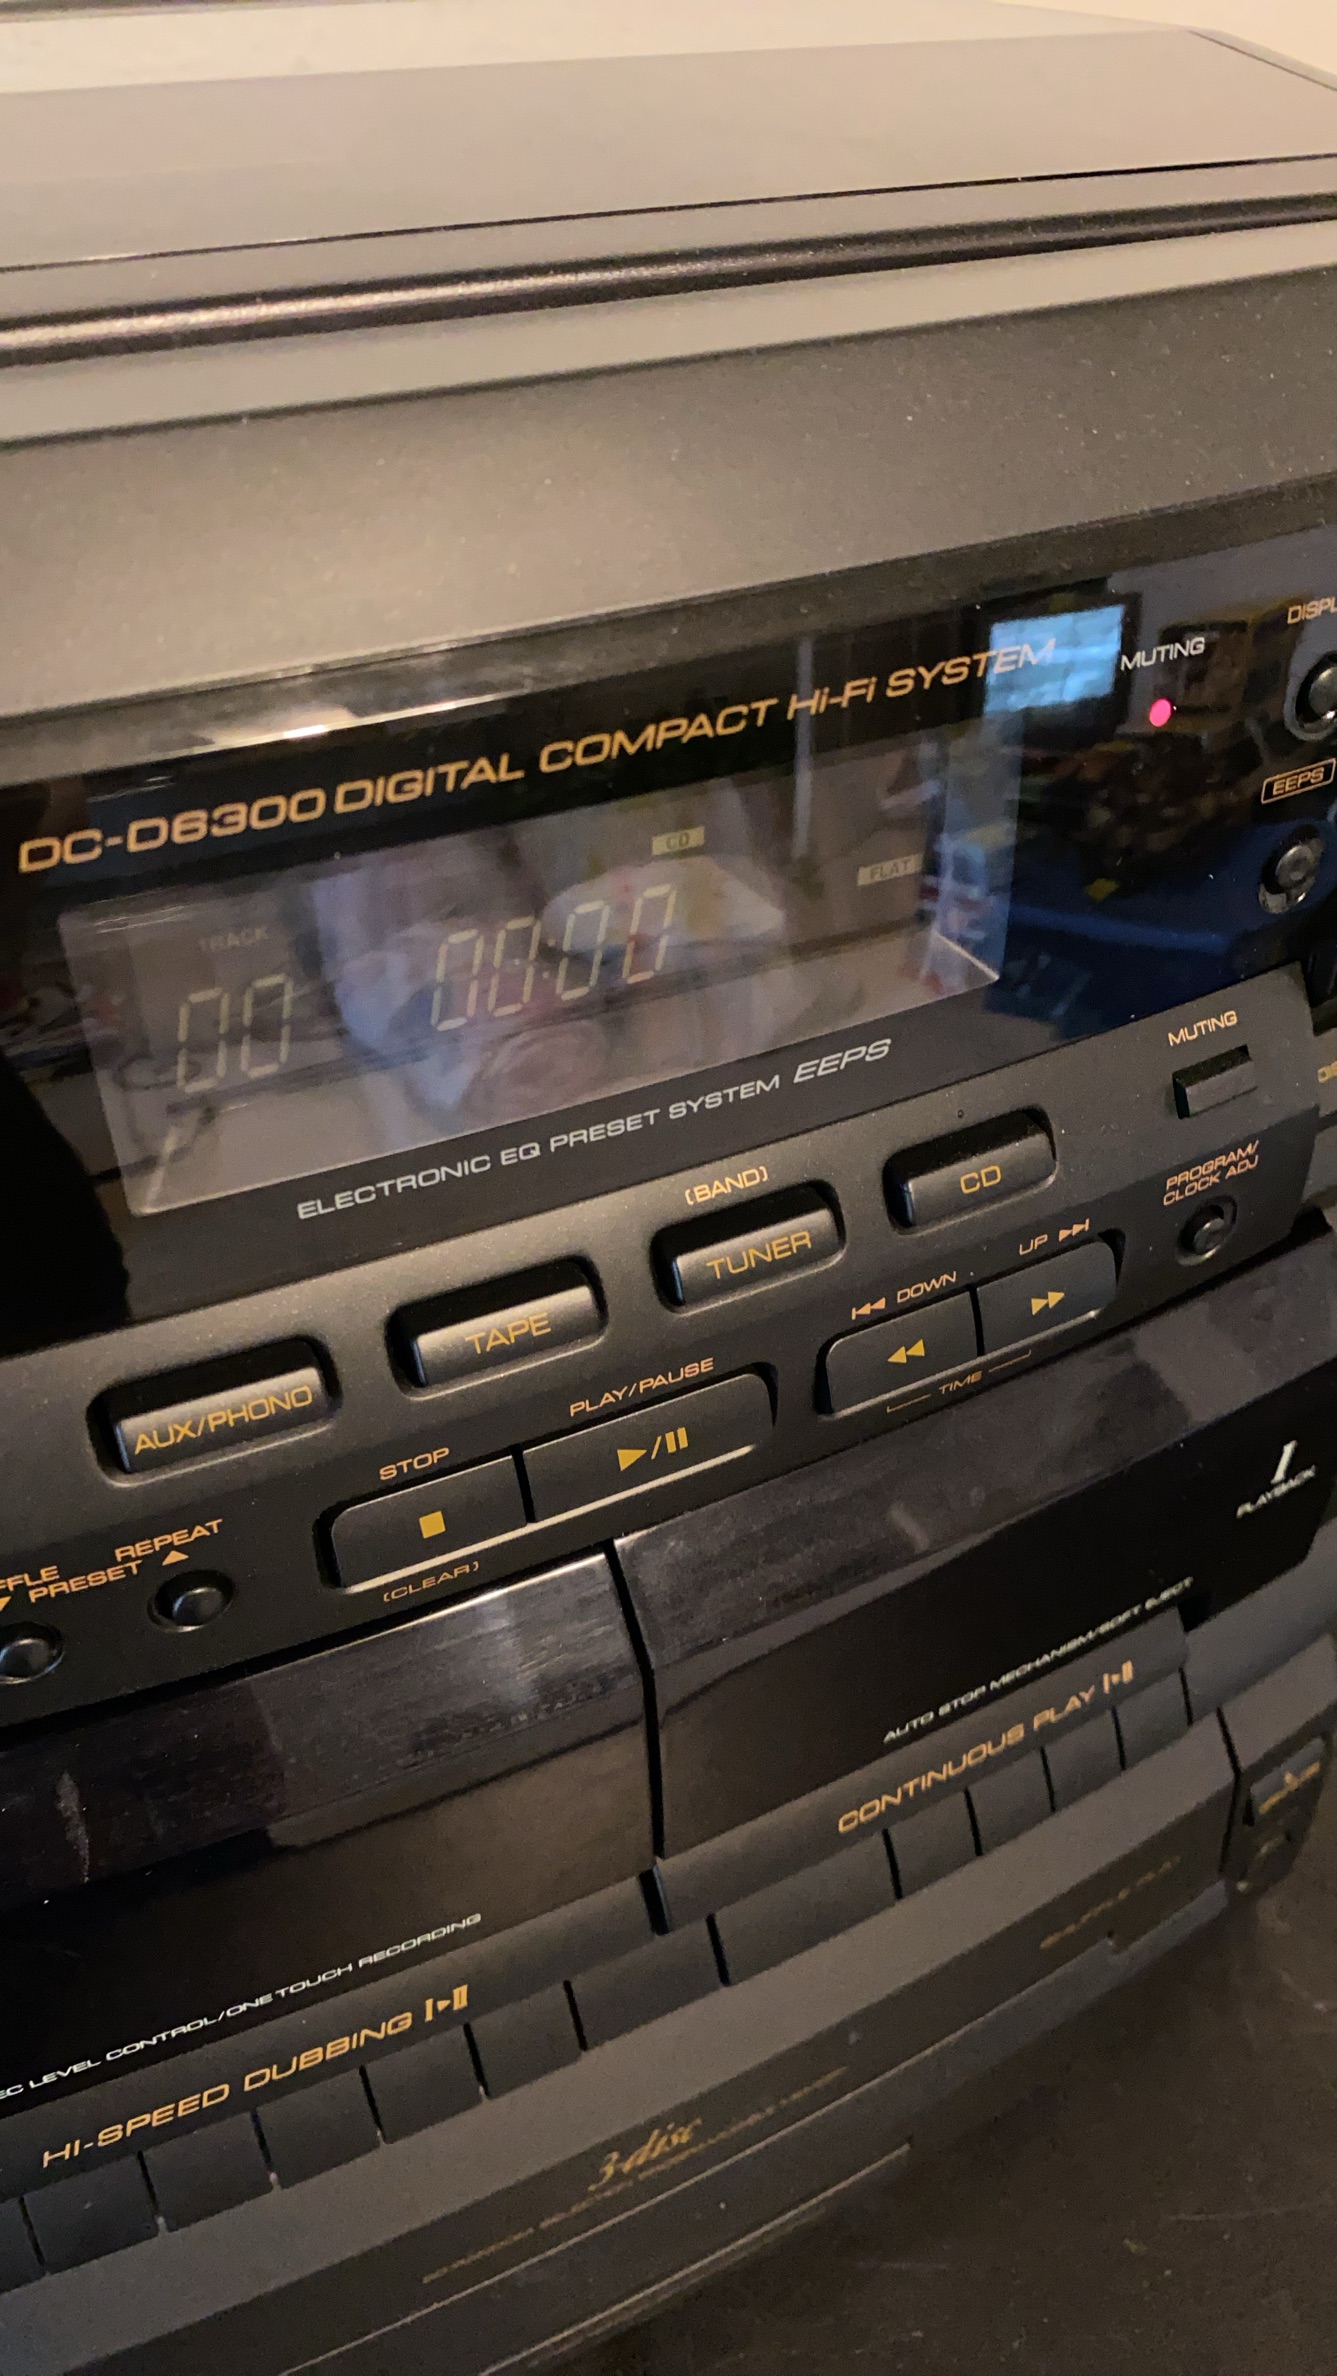 DC-D6300 DIGITAL COMPACT Hi-Fi SYSTEM
MUTING
EEPS
CD
FLAT
TRACK
00 00:00
ELECTRONIC EQ PRESET SYSTEM EEPS
MUTING
(BAND)
CD
PROGRAM/
CLOCK ADJ
TUNER
UP ▶▶|
TAPE
|◀◀ DOWN
▶▶
◀◀
TIME
AUX/PHONO
PLAY/PAUSE
▶/II
STOP
■
(CLEAR)
REPEAT
PRESET ▲
I
PLAYBACK
AUTO STOP MECHANISM/SOFT EJECT
CONTINUOUS PLAY I▶II
LEVEL CONTROL/ONE TOUCH RECORDING
HI-SPEED DUBBING I▶II
3-disc